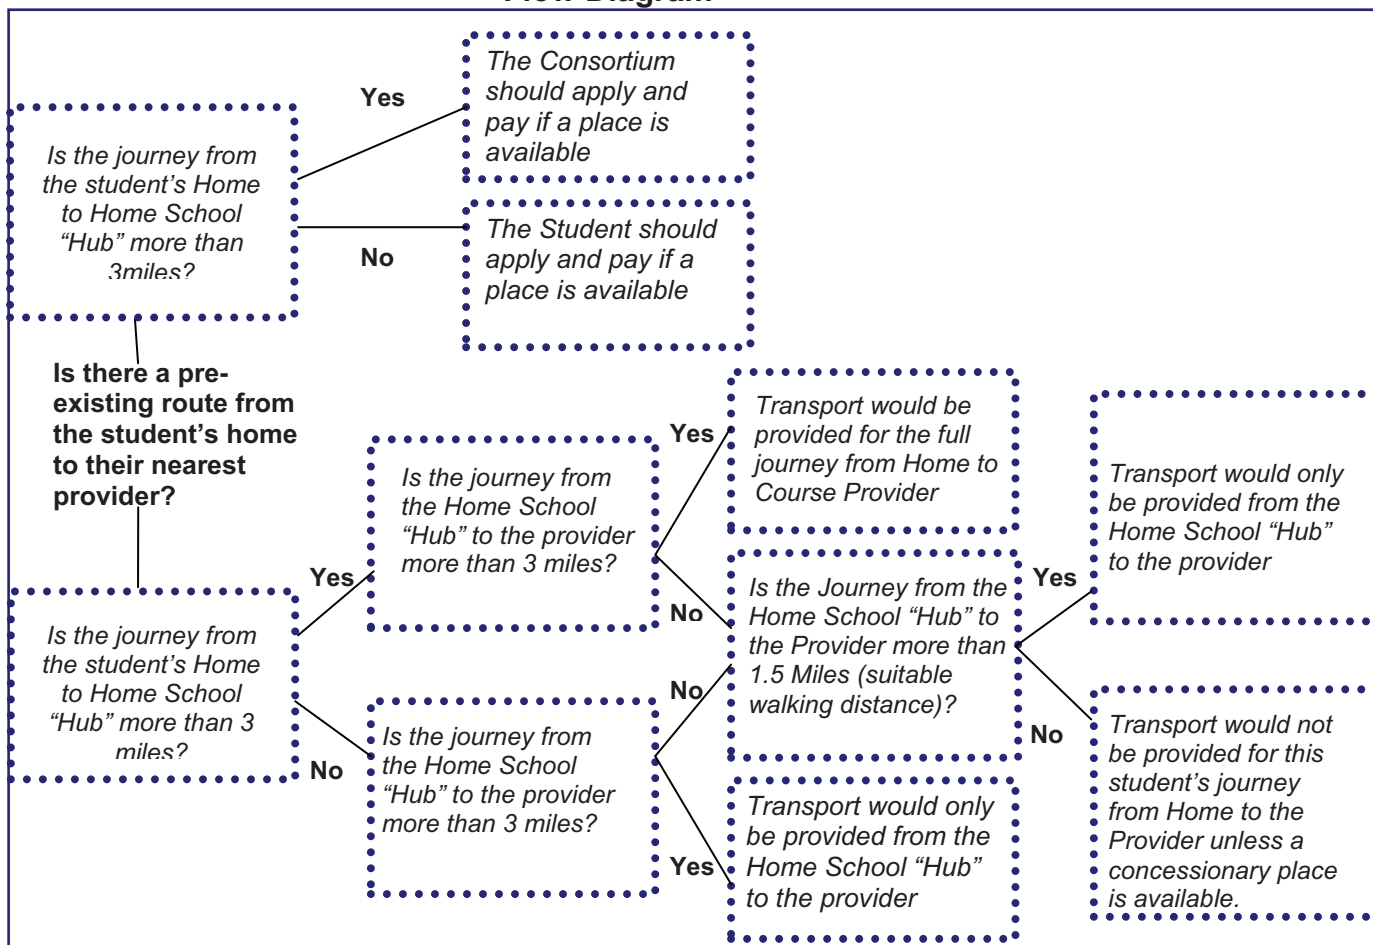 Flow Diagram
The Consortium
should apply and
pay if a place is
available
Yes
Is the journey from
the student's Home
to Home School
"Hub" more than
3miles?
No
The Student should
apply and pay if a
place is available
Is there a pre-
existing route from
the student's home
to their nearest
provider?
Is the journey from
the student's Home
to Home School
"Hub" more than 3
miles?
Yes
No
Is the journey from
the Home School
"Hub" to the provider
more than 3 miles?
Yes
No
Is the journey from
the Home School
"Hub" to the provider
more than 3 miles?
No
Yes
Transport would be
provided for the full
journey from Home to
Course Provider
Is the Journey from the
Home School "Hub" to
the Provider more than
1.5 Miles (suitable
walking distance)?
Transport would only
be provided from the
Home School "Hub"
to the provider
Yes
No
Transport would only
be provided from the
Home School "Hub"
to the provider
Transport would not
be provided for this
student's journey
from Home to the
Provider unless a
concessionary place
is available.